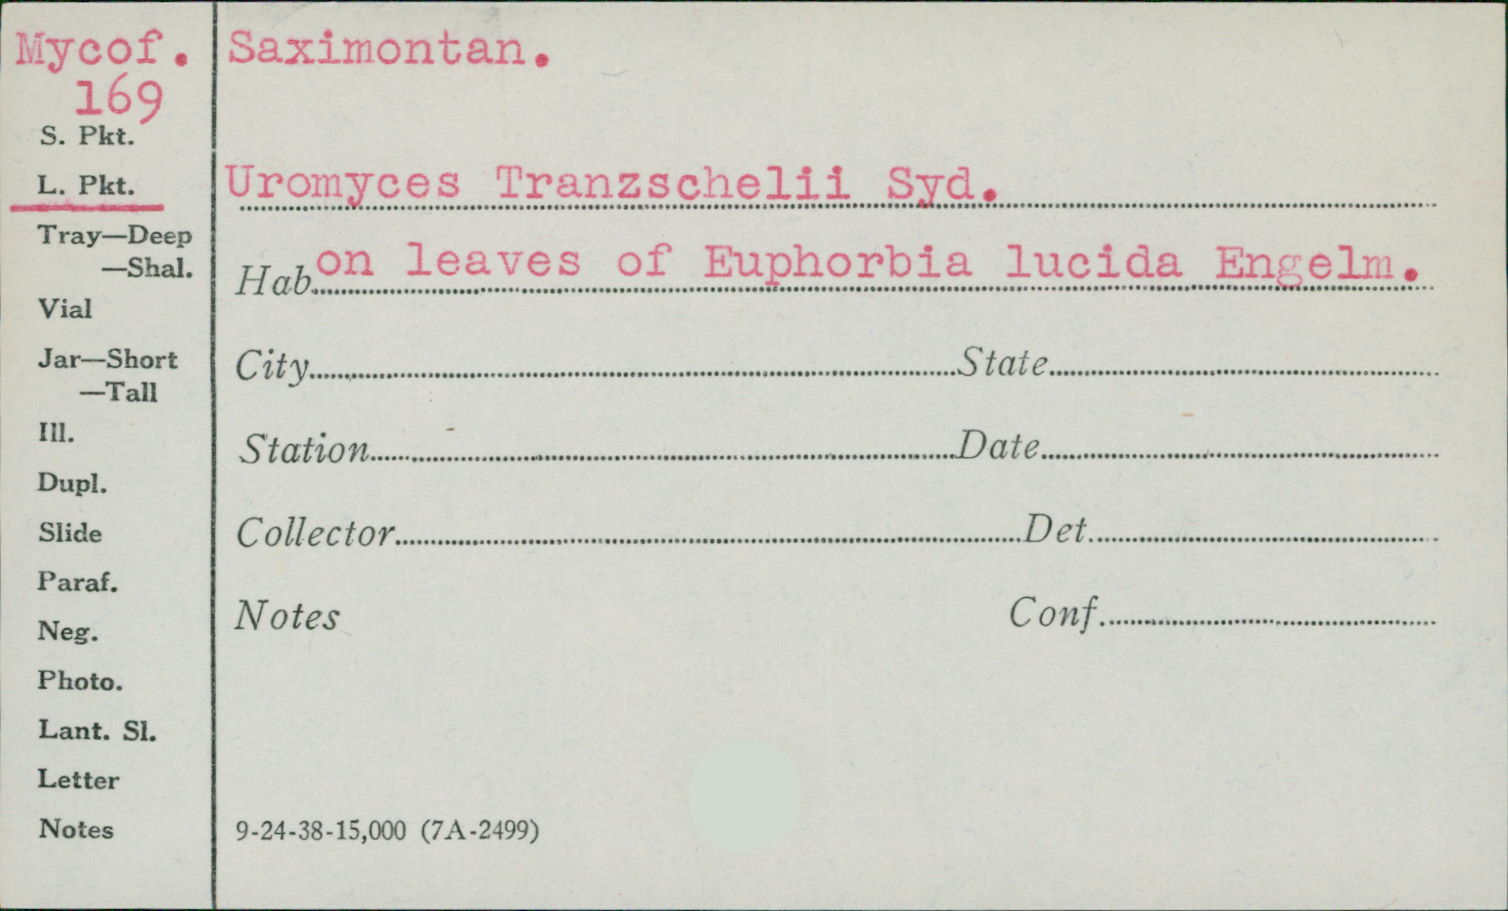 Mycof. Saximontan.
169
S. Pkt.
L. Pkt.
Uromyces Tranzschelii Syd.
Tray—Deep
—Shal.
Hab. on leaves of Euphorbia lucida Engelm.
Vial
Jar—Short
—Tall
City State
Ill.
Station Date
Dupl.
Slide
Collector Det.
Paraf.
Neg.
Notes Conf.
Photo.
Lant. Sl.
Letter
Notes
9-24-38-15,000 (7A-2499)